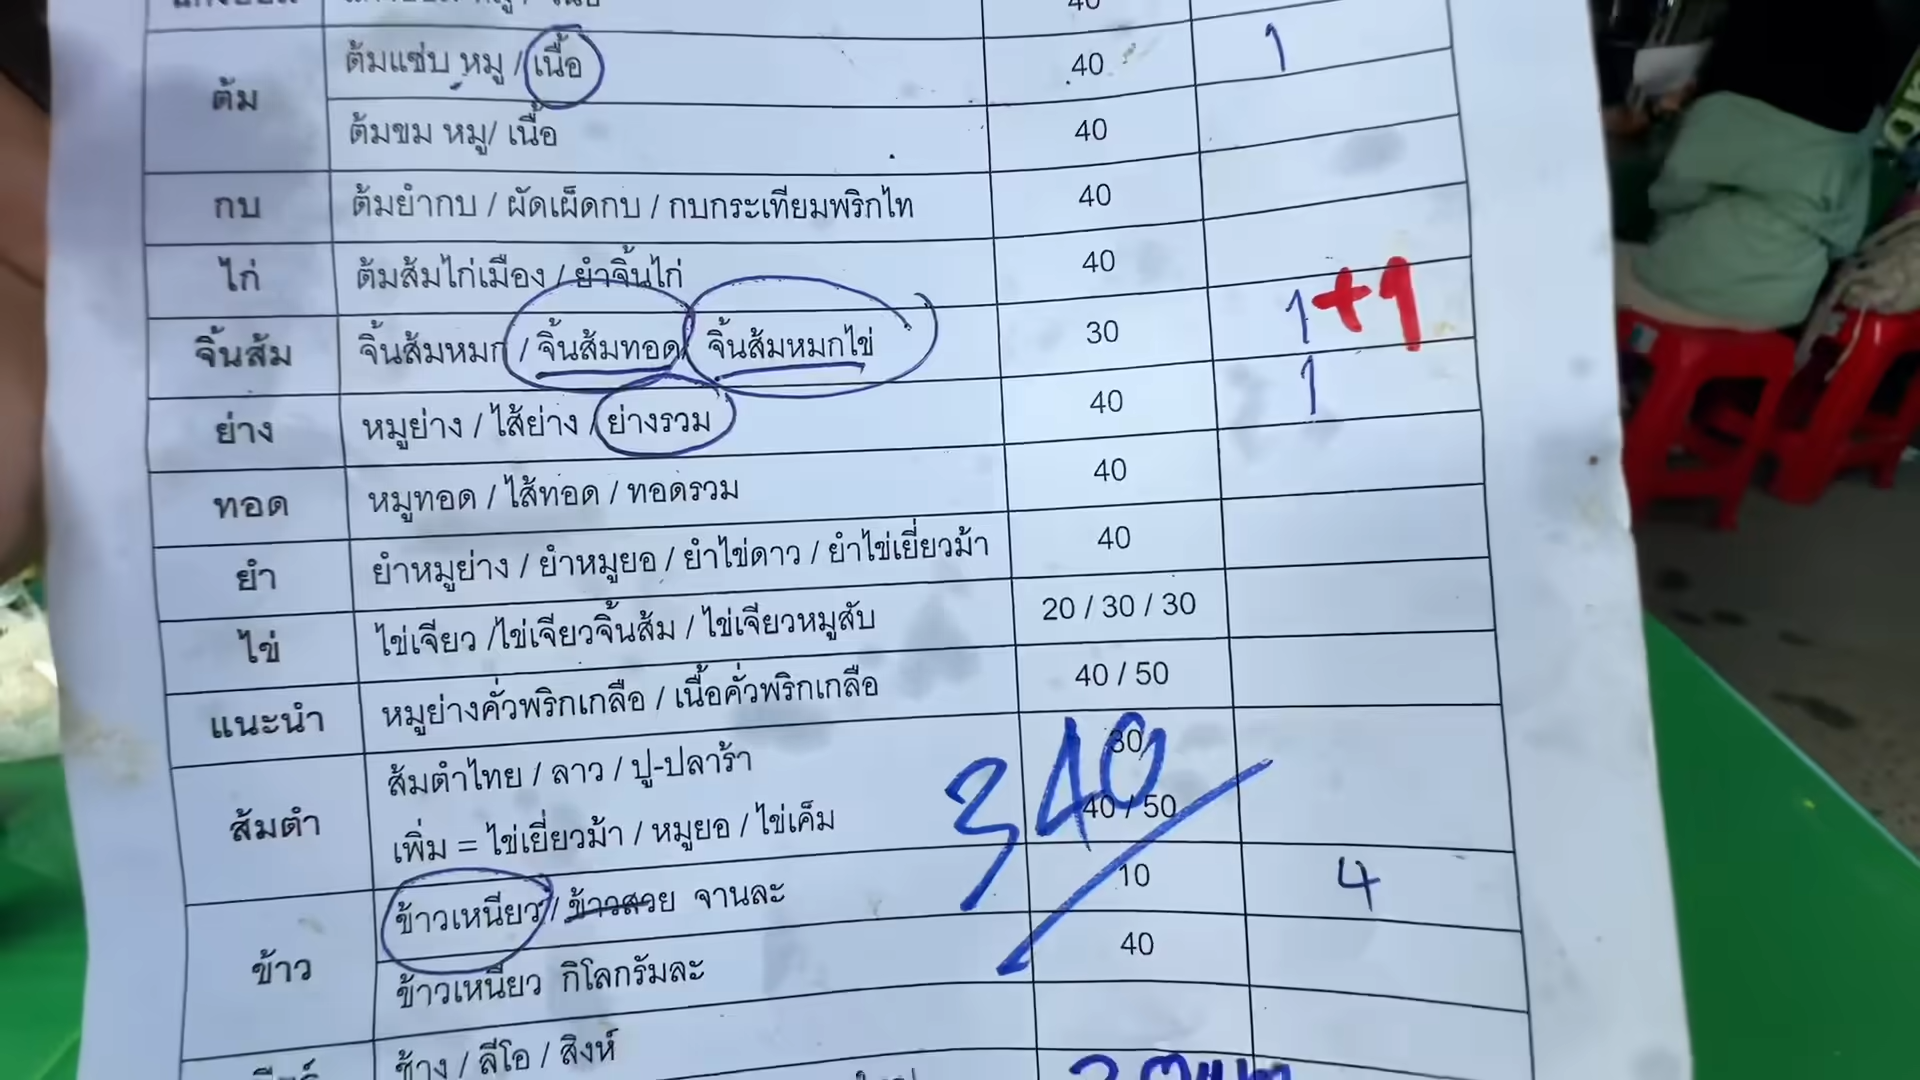 40
ต้ม
ต้มแซ่บ หมู / เนื้อ 40 1
ต้มขม หมู/ เนื้อ 40
กบ ต้มยำกบ / ผัดเผ็ดกบ / กบกระเทียมพริกไท 40
ไก่ ต้มส้มไก่เมือง / ยำจิ้นไก่ 40
จิ้นส้ม จิ้นส้มหมก / จิ้นส้มทอด / จิ้นส้มหมกไข่ 30 1+1
ย่าง หมูย่าง / ไส้ย่าง / ย่างรวม 40 1
ทอด หมูทอด / ไส้ทอด / ทอดรวม 40
ยำ ยำหมูย่าง / ยำหมูยอ / ยำไข่ดาว / ยำไข่เยี่ยวม้า 40
ไข่ ไข่เจียว /ไข่เจียวจิ้นส้ม / ไข่เจียวหมูสับ 20 / 30 / 30
แนะนำ หมูย่างคั่วพริกเกลือ / เนื้อคั่วพริกเกลือ 40 / 50
ส้มตำ
ส้มตำไทย / ลาว / ปู-ปลาร้า 30
เพิ่ม = ไข่เยี่ยวม้า / หมูยอ / ไข่เค็ม 40 / 50
340
ข้าว
ข้าวเหนียว / ข้าวสวย จานละ 10 4
ข้าวเหนียว กิโลกรัมละ 40
ช้าง / ลีโอ / สิงห์